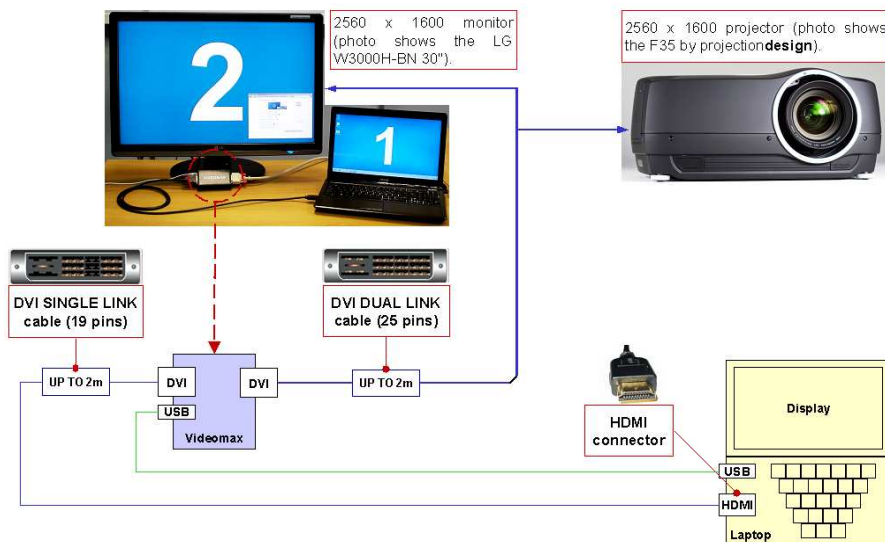 2560 x 1600 monitor
(photo shows the LG
W3000H-BN 30").
2560 x 1600 projector (photo shows
the F35 by projectiondesign).
2
1
DVI SINGLE LINK
cable (19 pins)
DVI DUAL LINK
cable (25 pins)
UP TO 2m
DVI
DVI
UP TO 2m
USB
Videomax
HDMI
connector
Display
USB
HDMI
Laptop